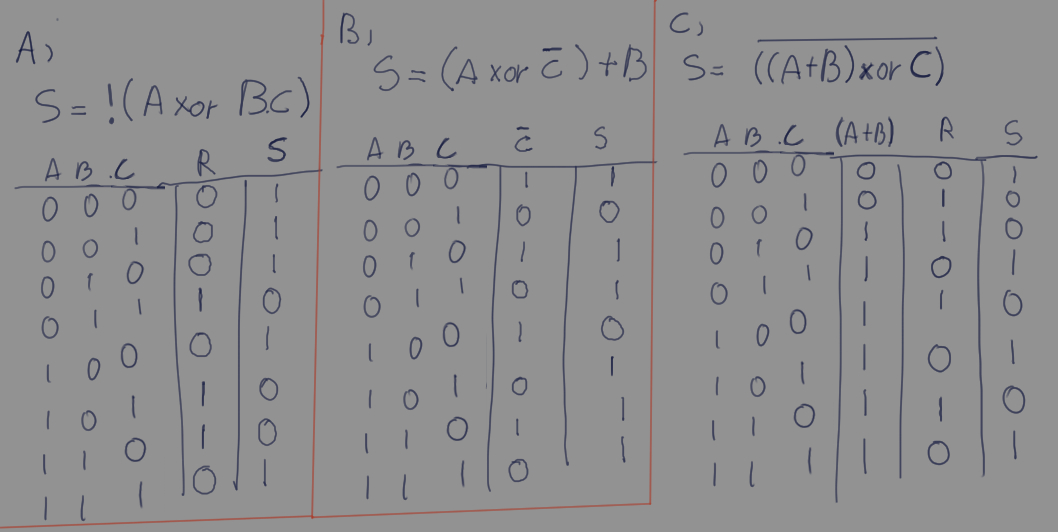 A)
S = !(A xor B.C)
A B .C R S
0 0 0 0 1
0 0 1 0 1
0 1 0 0 1
0 1 1 1 0
1 0 0 0 1
1 0 1 1 0
1 1 0 1 0
1 1 1 0 1
B)
S = (A xor C̅) + B
A B C C̅ S
0 0 0 1 1
0 0 1 0 0
0 1 0 1 1
0 1 1 0 1
1 0 0 1 0
1 0 1 0 1
1 1 0 1 1
1 1 1 0 1
C)
S = ((A+B) xor C)
A B .C (A+B) R S
0 0 0 0 0 1
0 0 1 0 1 0
0 1 0 1 1 0
0 1 1 1 0 1
1 0 0 1 1 0
1 0 1 1 0 1
1 1 0 1 1 0
1 1 1 1 0 1